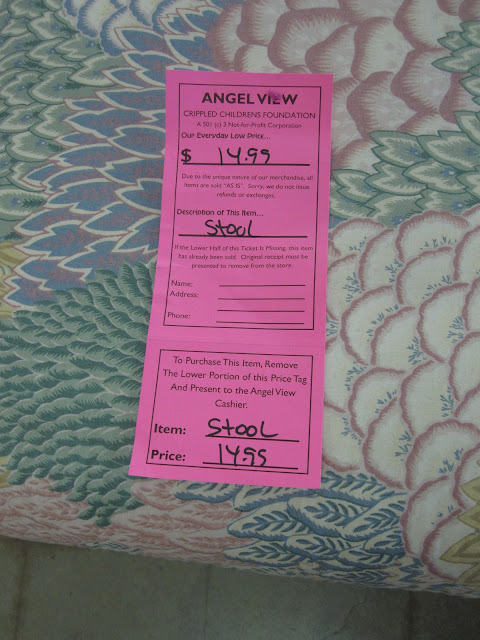 ANGEL VIEW
CRIPPLED CHILDRENS FOUNDATION
A 501 (c) 3 Not-for-Profit Corporation
Our Everyday Low Price...
$ 14.95
Due to the unique nature of our merchandise, all
items are sold "AS IS". Sorry, we do not issue
refunds or exchanges.
Description of This Item...
Stool
If the Lower Half of this Ticket Is Missing, this item
has already been sold. Original receipt must be
presented to remove from the store.
Name:
Address:
Phone:
To Purchase This Item, Remove
The Lower Portion of this Price Tag
And Present to the Angel View
Cashier.
Item: Stool
Price: 14.95